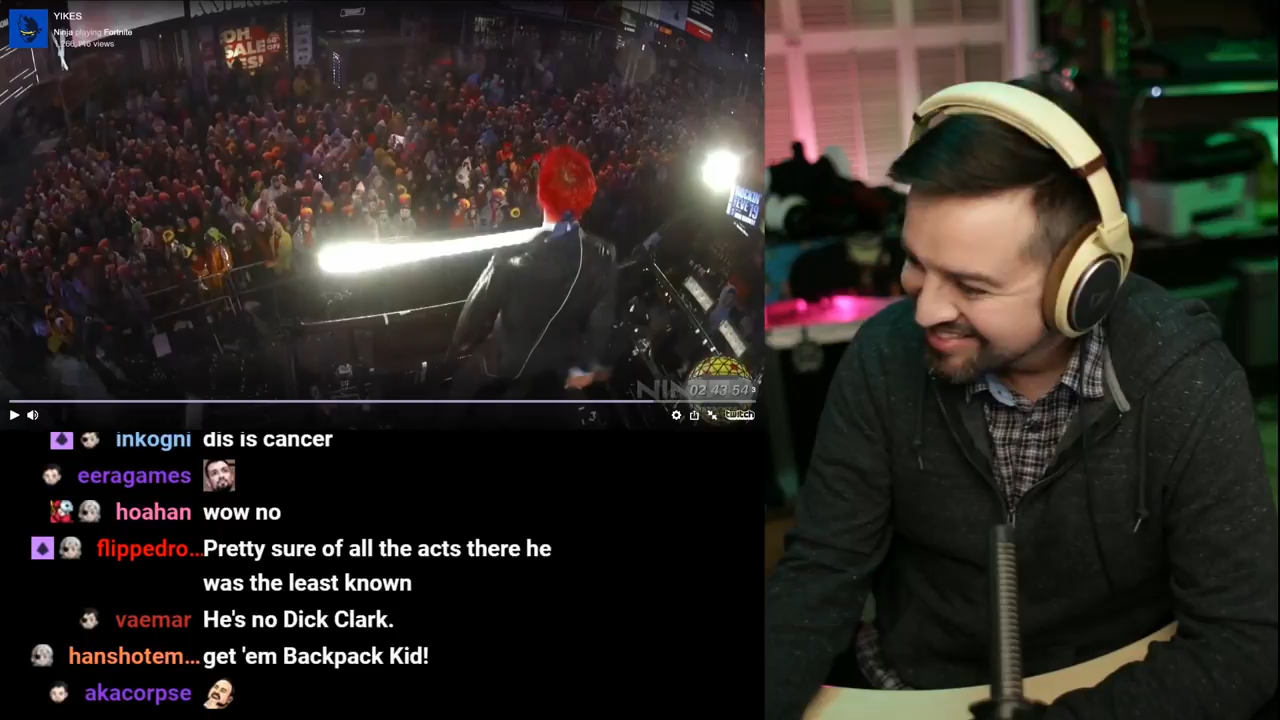 YIKES
Ninja playing Fortnite
OH
SALE
YES!
02 43 54
twitch
inkogni dis is cancer
eeragames
hoahan wow no
flippedro... Pretty sure of all the acts there he
was the least known
vaemar He's no Dick Clark.
hanshotem... get 'em Backpack Kid!
akacorpse